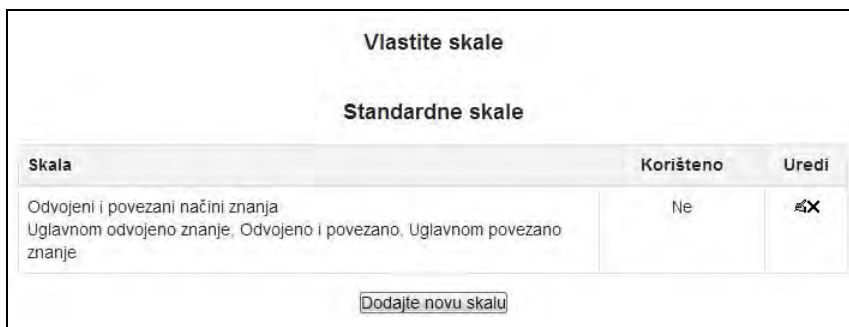 Vlastite skale
Standardne skale
Skala Korišteno Uredi
Odvojeni i povezani načini znanja Ne
Uglavnom odvojeno znanje, Odvojeno i povezano, Uglavnom povezano
znanje
Dodajte novu skalu